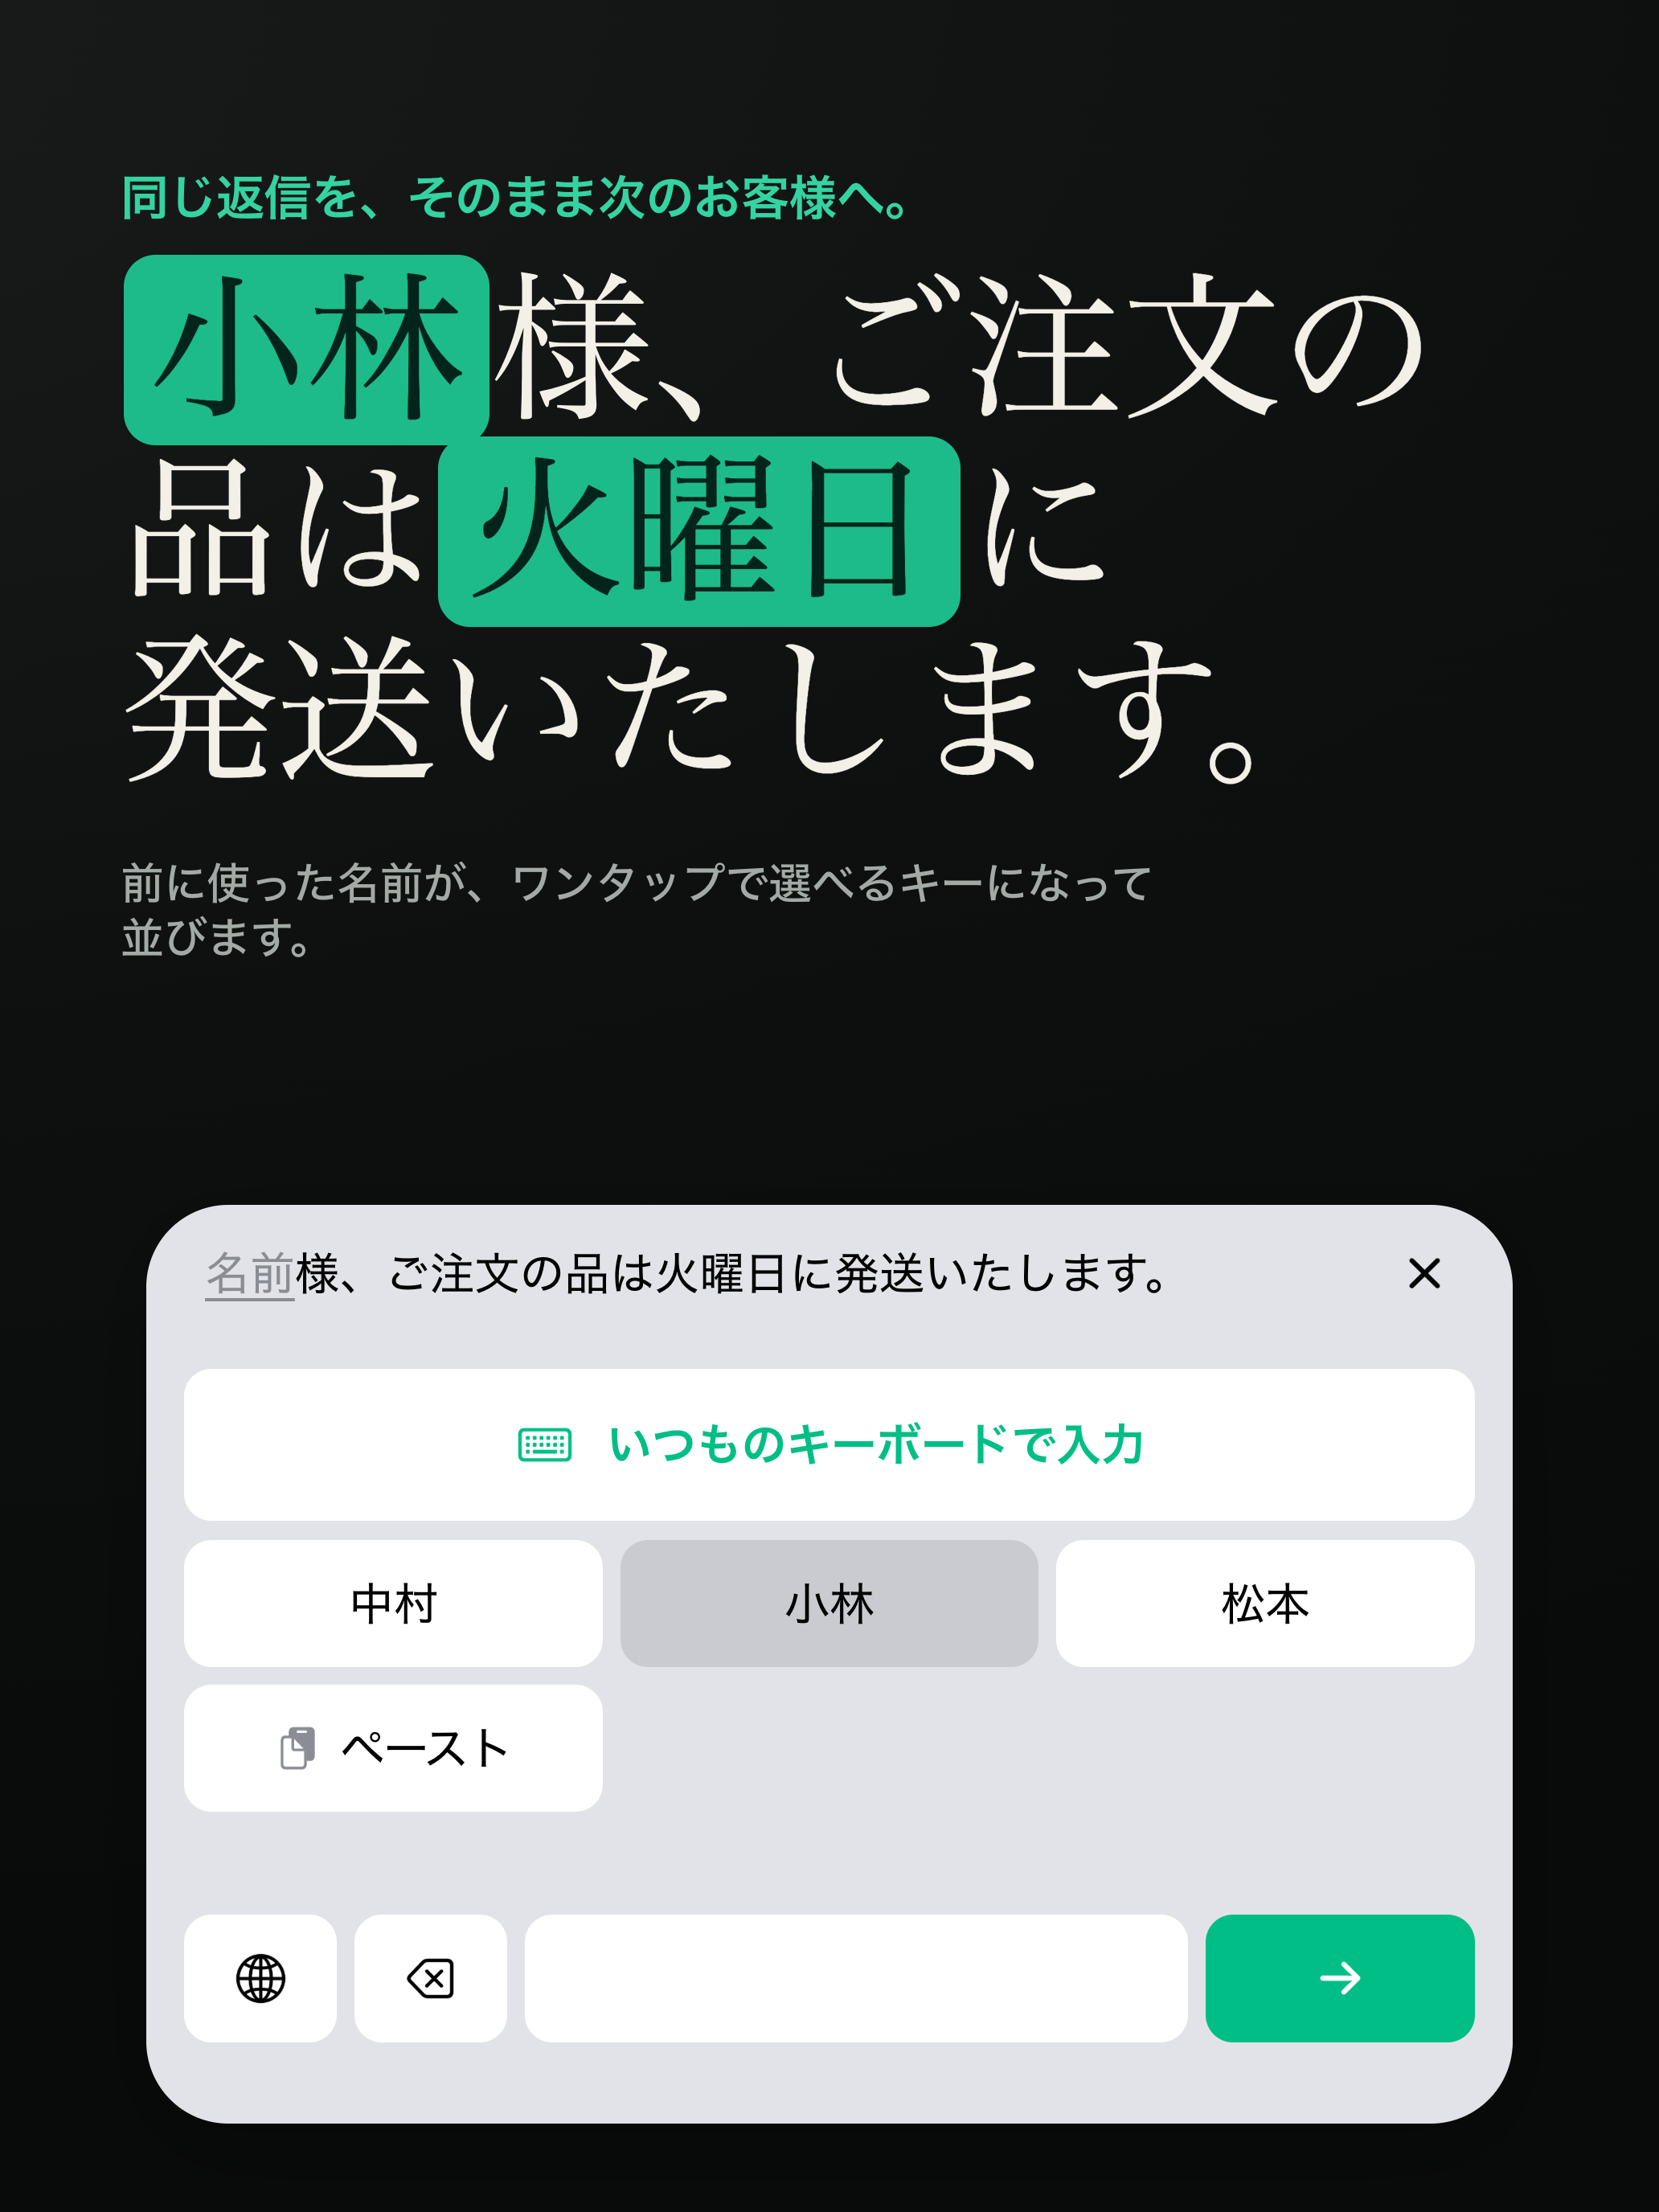 同じ返信を、そのまま次のお客様へ。
小林様、ご注文の
品は火曜日に
発送いたします。
前に使った名前が、ワンタップで選べるキーになって
並びます。
名前様、ご注文の品は火曜日に発送いたします。
いつものキーボードで入力
中村
小林
松本
ペースト